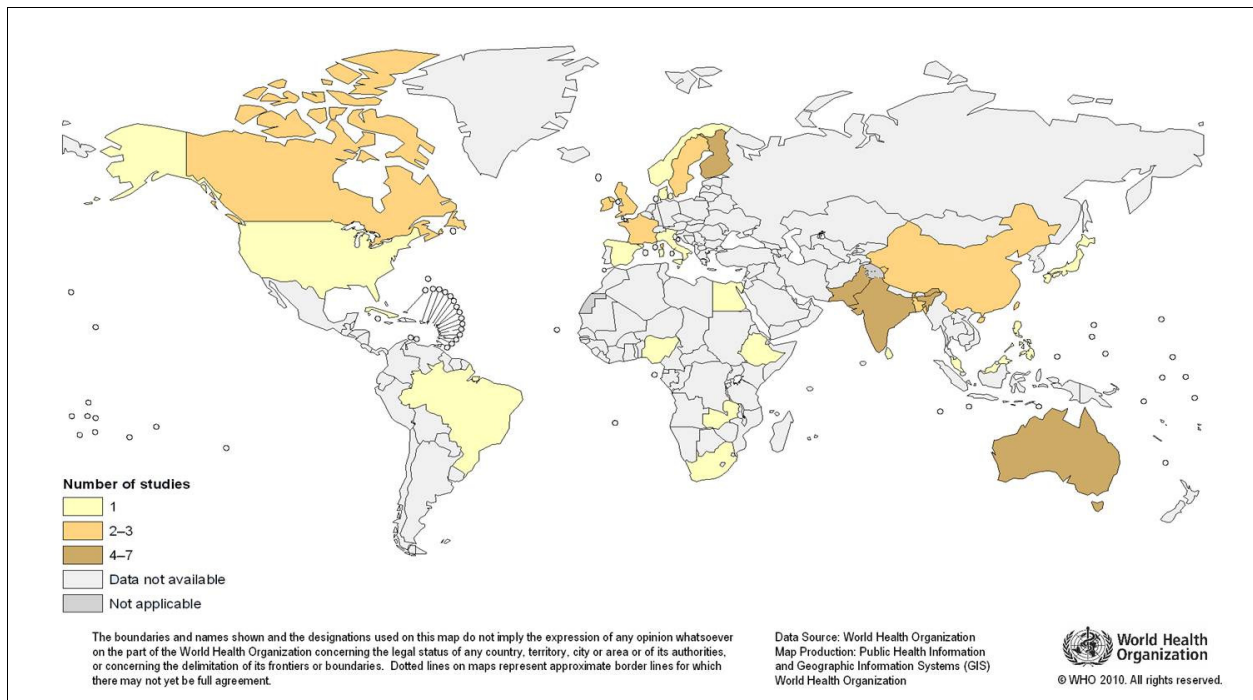 Number of studies
1
2–3
4–7
Data not available
Not applicable
The boundaries and names shown and the designations used on this map do not imply the expression of any opinion whatsoever
on the part of the World Health Organization concerning the legal status of any country, territory, city or area or of its authorities,
or concerning the delimitation of its frontiers or boundaries.  Dotted lines on maps represent approximate border lines for which
there may not yet be full agreement.
Data Source: World Health Organization
Map Production: Public Health Information
and Geographic Information Systems (GIS)
World Health Organization
World Health
Organization
© WHO 2010. All rights reserved.